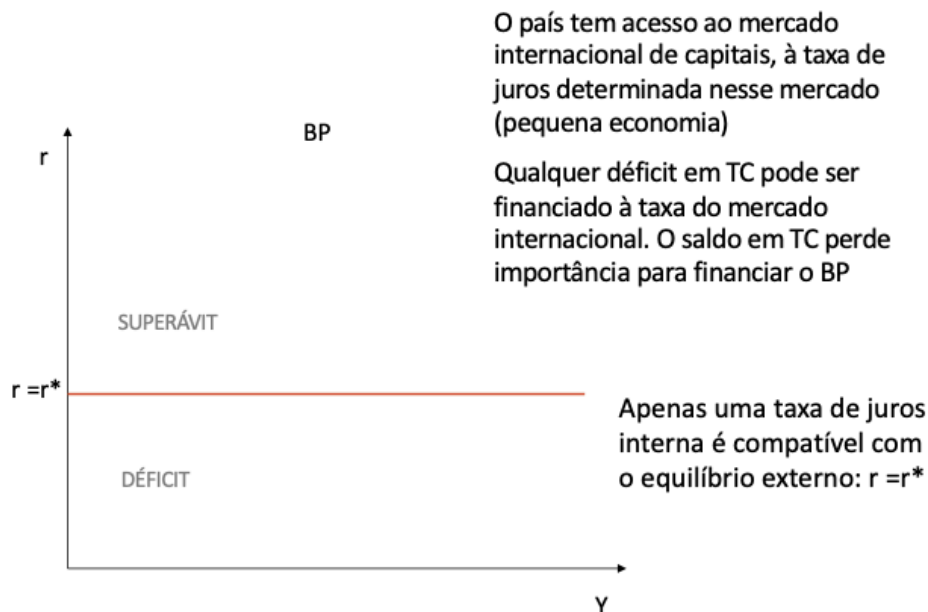 O país tem acesso ao mercado
internacional de capitais, à taxa de
juros determinada nesse mercado
(pequena economia)
BP
r
Qualquer déficit em TC pode ser
financiado à taxa do mercado
internacional. O saldo em TC perde
importância para financiar o BP
SUPERÁVIT
r =r*
Apenas uma taxa de juros
interna é compatível com
o equilíbrio externo: r =r*
DÉFICIT
Y